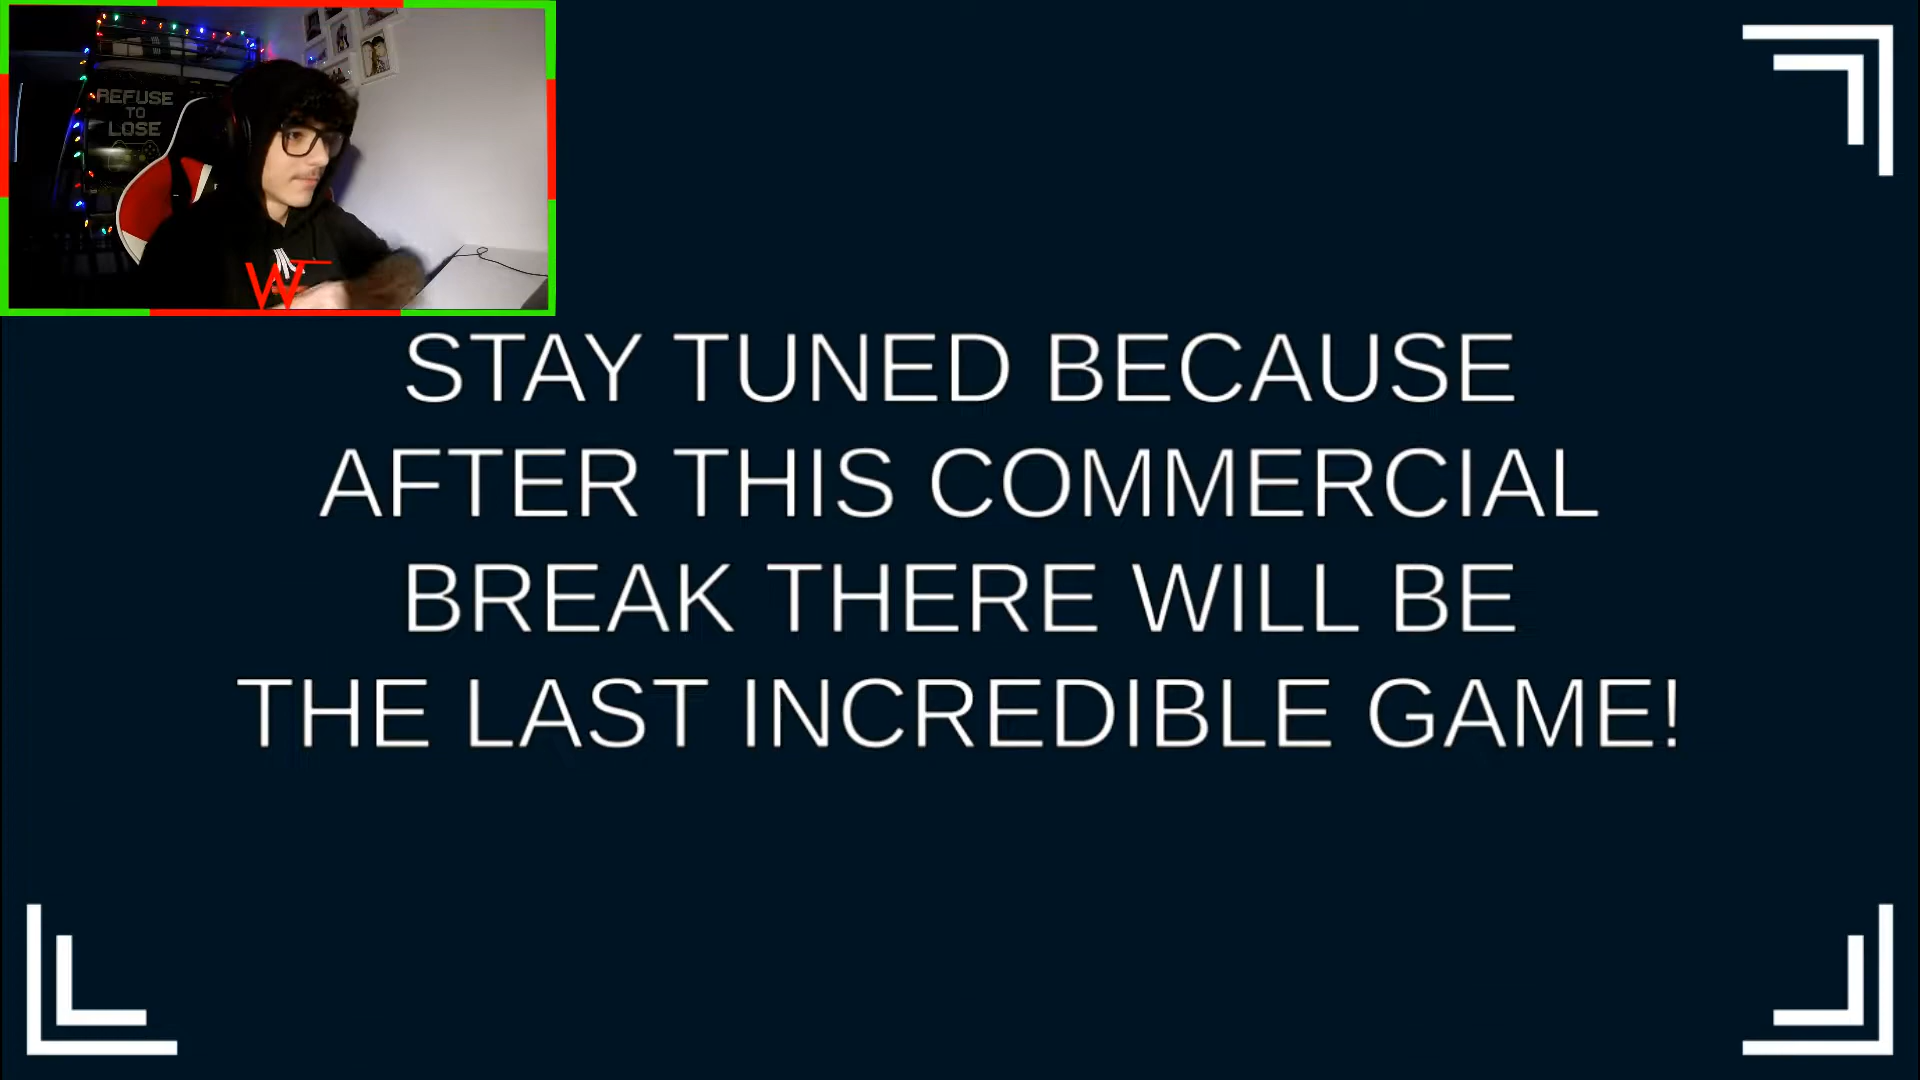 REFUSE
TO
LOSE
W
STAY TUNED BECAUSE
AFTER THIS COMMERCIAL
BREAK THERE WILL BE
THE LAST INCREDIBLE GAME!